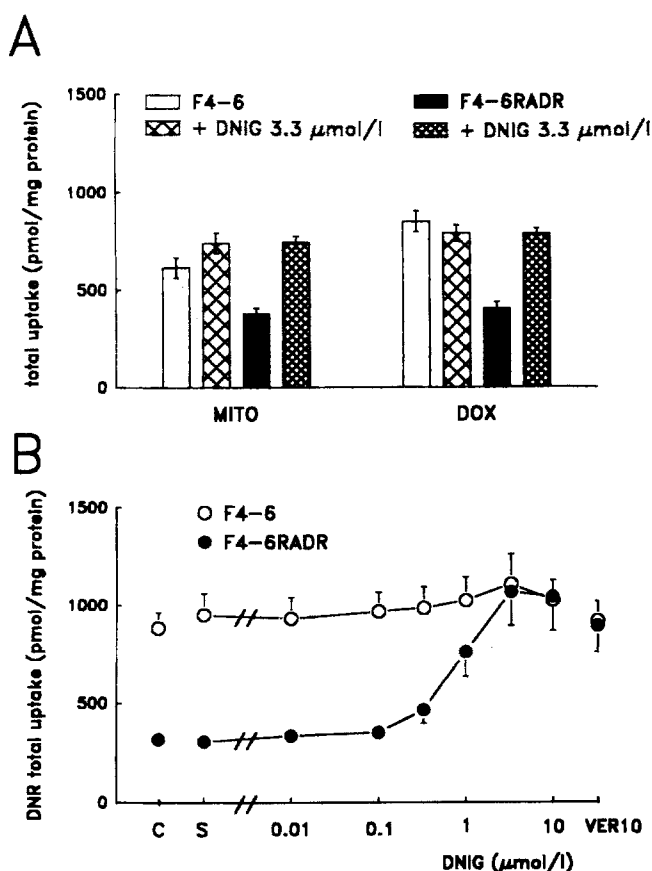 A
total uptake (pmol/mg protein)
1500
1000
500
0
F4-6
+ DNIG 3.3 μmol/l
F4-6RADR
+ DNIG 3.3 μmol/l
MITO
DOX
B
DNR total uptake (pmol/mg protein)
1500
1000
500
0
F4-6
F4-6RADR
C S 0.01 0.1 1 10 VER10
DNIG (μmol/l)